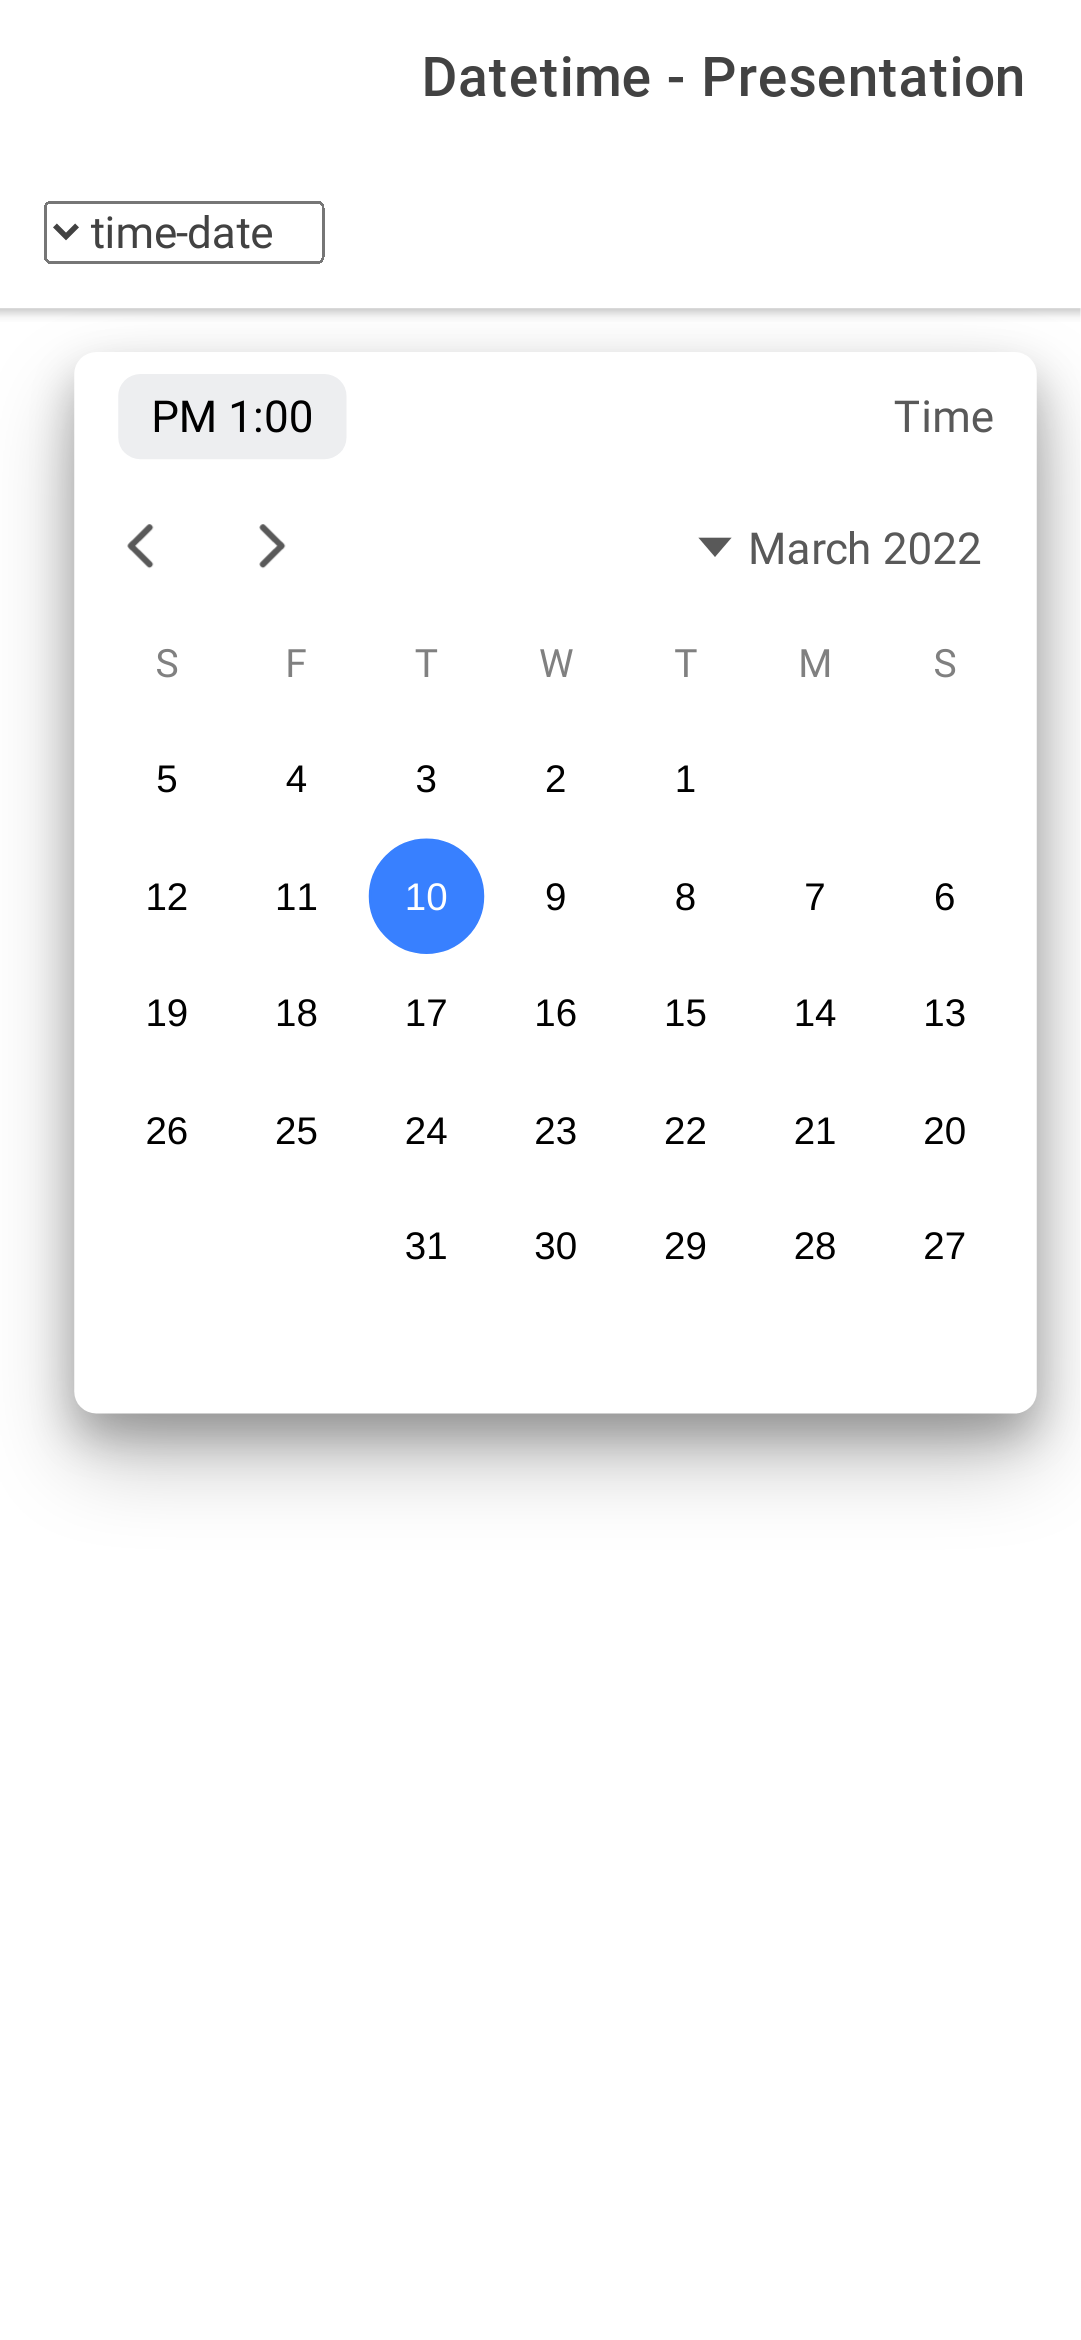 Datetime - Presentation
time-date
PM 1:00 Time
March 2022
S F T W T M S
5 4 3 2 1
12 11 10 9 8 7 6
19 18 17 16 15 14 13
26 25 24 23 22 21 20
31 30 29 28 27